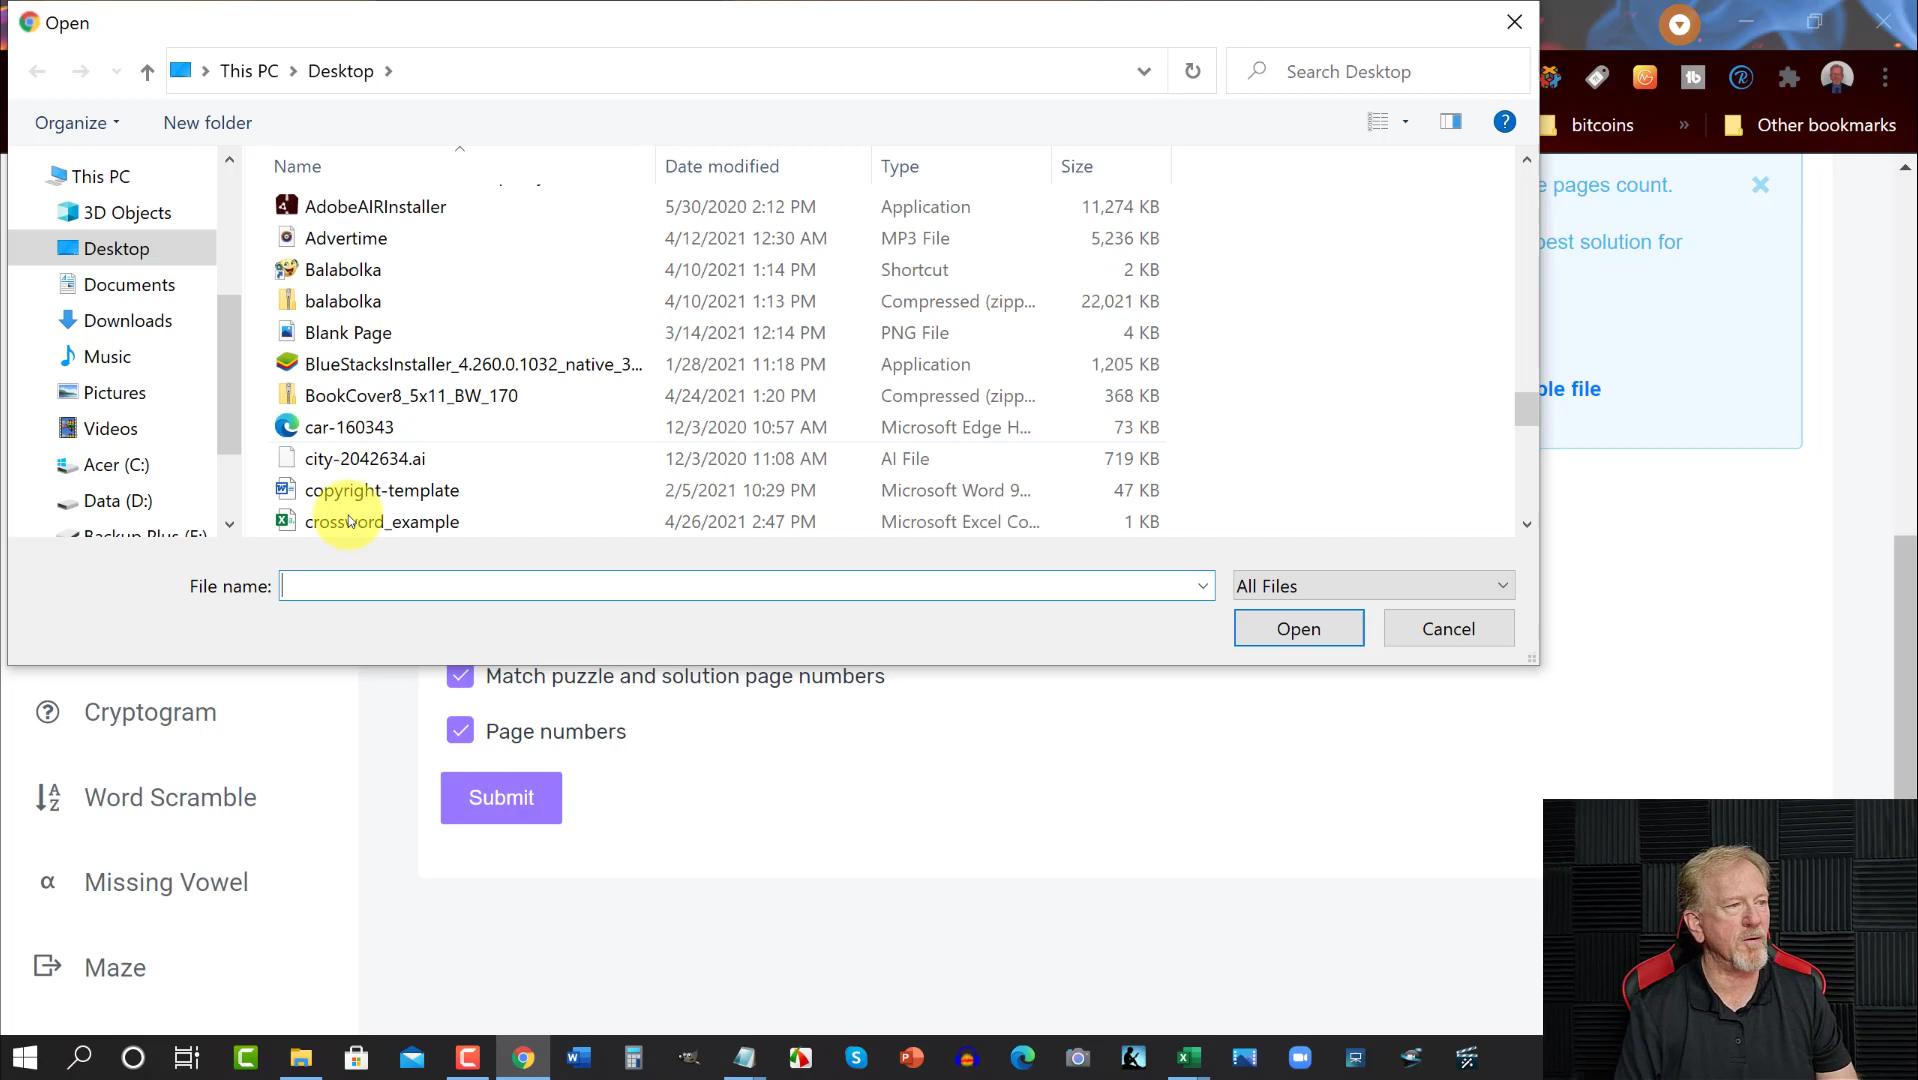 Open
This PC
Desktop
Search Desktop
Organize
New folder
bitcoins
Other bookmarks
This PC
3D Objects
Desktop
Documents
Downloads
Music
Pictures
Videos
Acer (C:)
Data (D:)
Backup Plus (F:)
Name Date modified Type Size
AdobeAIRInstaller 5/30/2020 2:12 PM Application 11,274 KB
Advertime 4/12/2021 12:30 AM MP3 File 5,236 KB
Balabolka 4/10/2021 1:14 PM Shortcut 2 KB
balabolka 4/10/2021 1:13 PM Compressed (zipp... 22,021 KB
Blank Page 3/14/2021 12:14 PM PNG File 4 KB
BlueStacksInstaller_4.260.0.1032_native_3... 1/28/2021 11:18 PM Application 1,205 KB
BookCover8_5x11_BW_170 4/24/2021 1:20 PM Compressed (zipp... 368 KB
car-160343 12/3/2020 10:57 AM Microsoft Edge H... 73 KB
city-2042634.ai 12/3/2020 11:08 AM AI File 719 KB
copyright-template 2/5/2021 10:29 PM Microsoft Word 9... 47 KB
crossword_example 4/26/2021 2:47 PM Microsoft Excel Co... 1 KB
e pages count.
best solution for
ble file
File name:
All Files
Open
Cancel
Match puzzle and solution page numbers
Page numbers
Submit
Cryptogram
Word Scramble
Missing Vowel
Maze